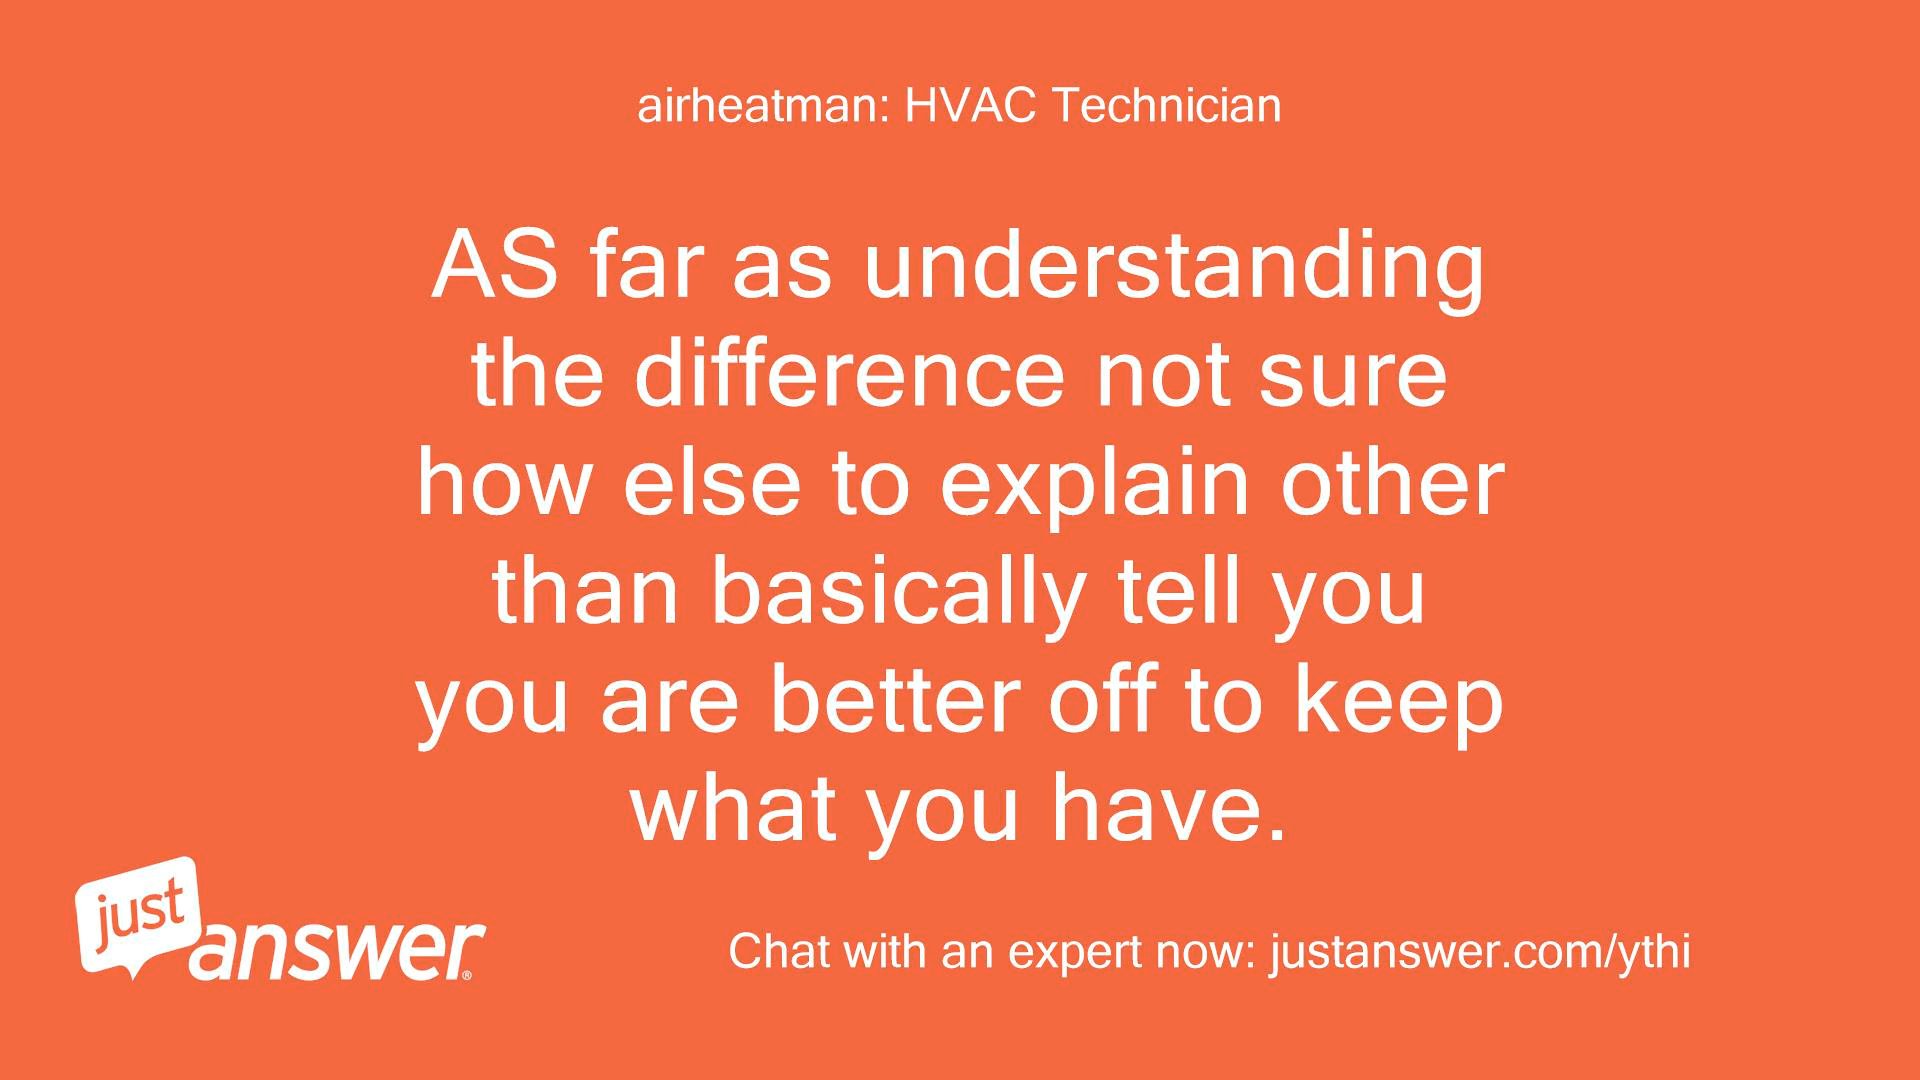 airheatman: HVAC Technician
AS far as understanding
the difference not sure
how else to explain other
than basically tell you
you are better off to keep
what you have.
just
answer®
Chat with an expert now: justanswer.com/ythi